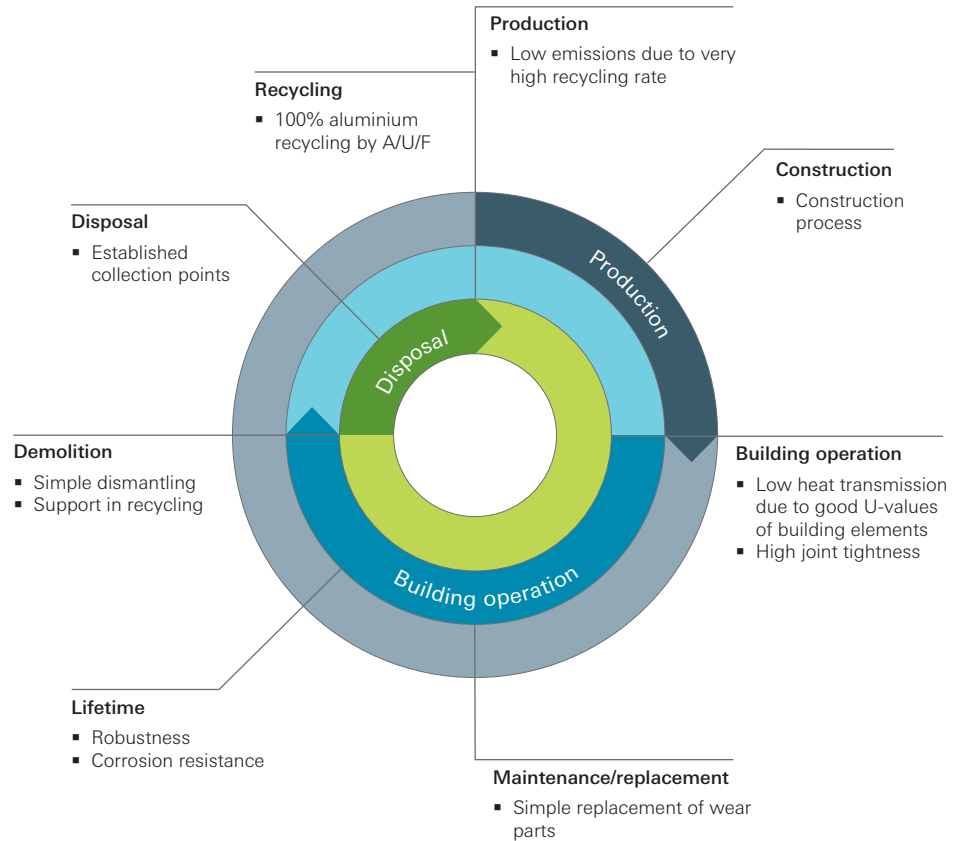 Production
▪ Low emissions due to very
high recycling rate
Recycling
▪ 100% aluminium
recycling by A/U/F
Construction
▪ Construction
process
Disposal
▪ Established
collection points
Production
Disposal
Building operation
Demolition
▪ Simple dismantling
▪ Support in recycling
Building operation
▪ Low heat transmission
due to good U-values
of building elements
▪ High joint tightness
Lifetime
▪ Robustness
▪ Corrosion resistance
Maintenance/replacement
▪ Simple replacement of wear
parts